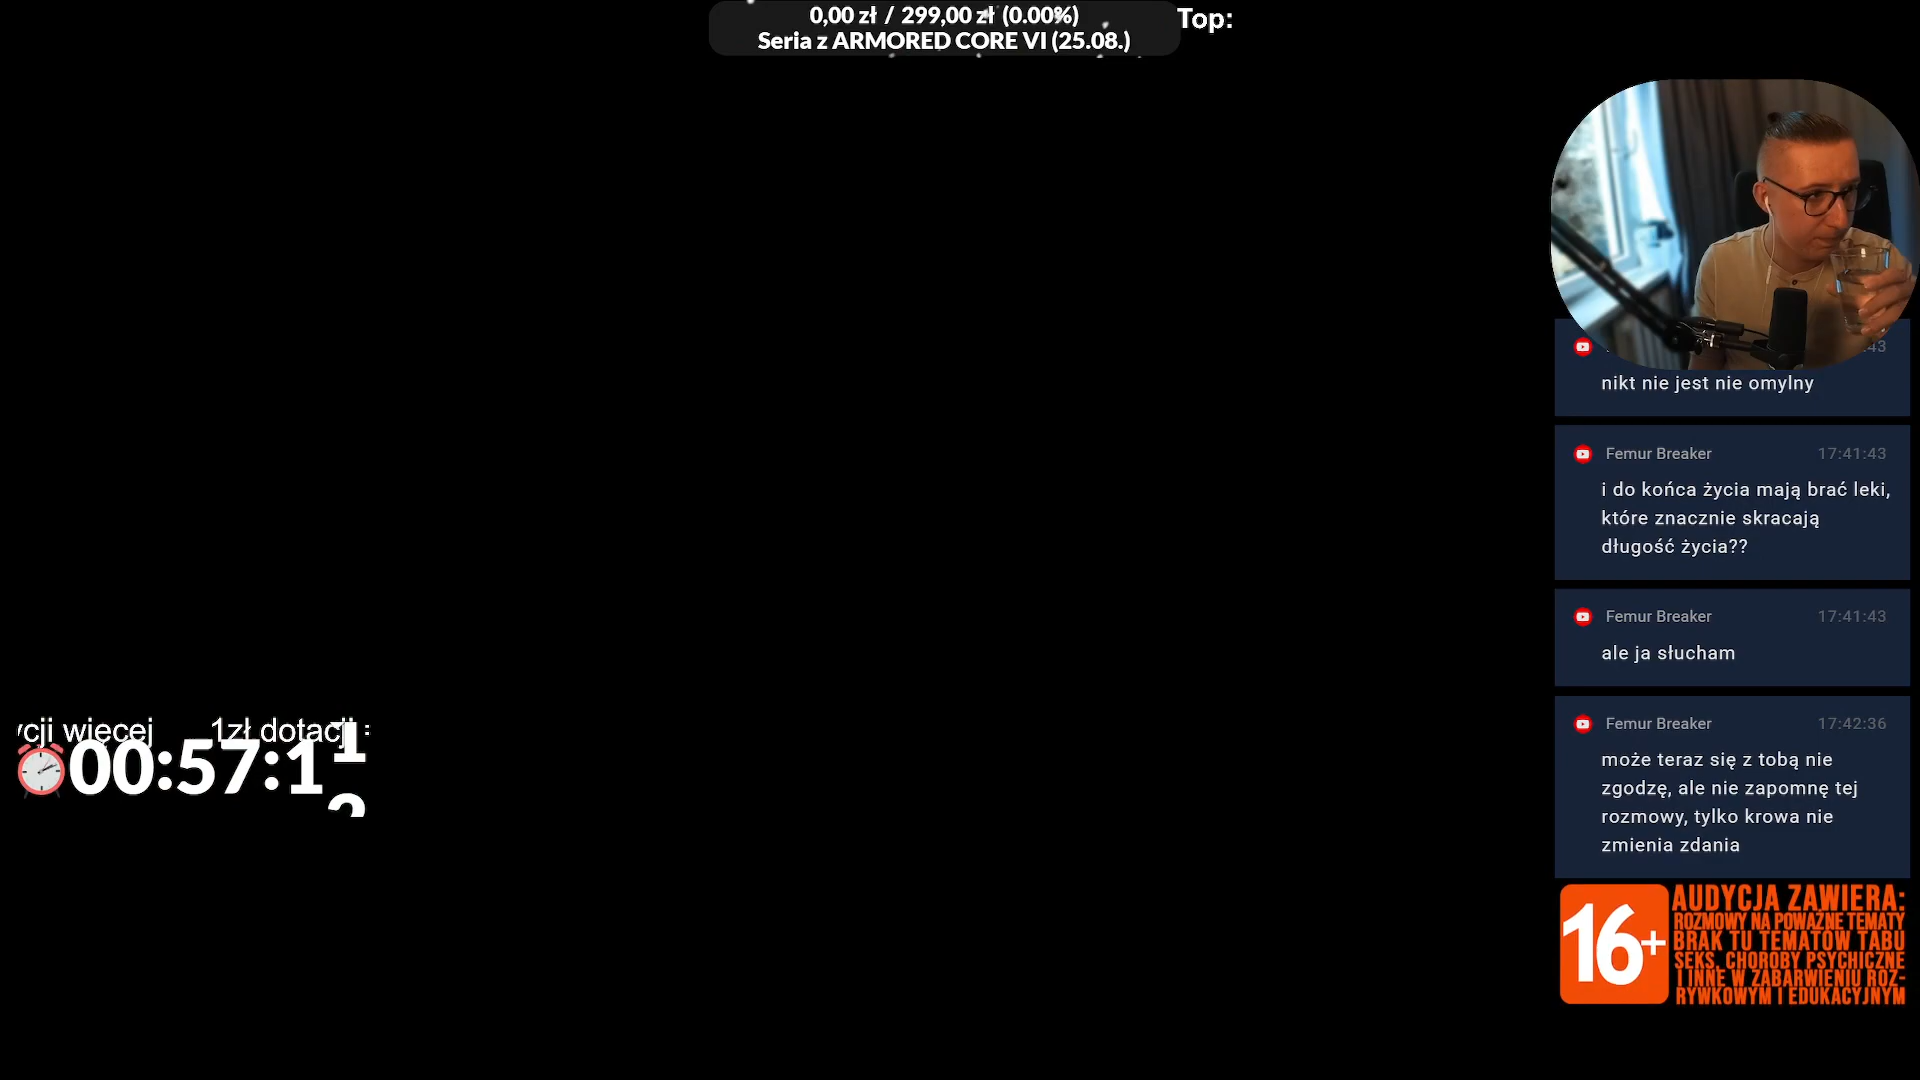 0,00 zł / 299,00 zł (0.00%)
Seria z ARMORED CORE VI (25.08.)
Top:
:43
nikt nie jest nie omylny
Femur Breaker 17:41:43
i do końca życia mają brać leki,
które znacznie skracają
długość życia??
Femur Breaker 17:41:43
ale ja słucham
Femur Breaker 17:42:36
może teraz się z tobą nie
zgodzę, ale nie zapomnę tej
rozmowy, tylko krowa nie
zmienia zdania
ycji więcej 1zł dotacji =
00:57:1
16+
AUDYCJA ZAWIERA:
ROZMOWY NA POWAŻNE TEMATY
BRAK TU TEMATÓW TABU
SEKS, CHOROBY PSYCHICZNE
I INNE W ZABARWIENIU ROZ-
RYWKOWYM I EDUKACYJNYM